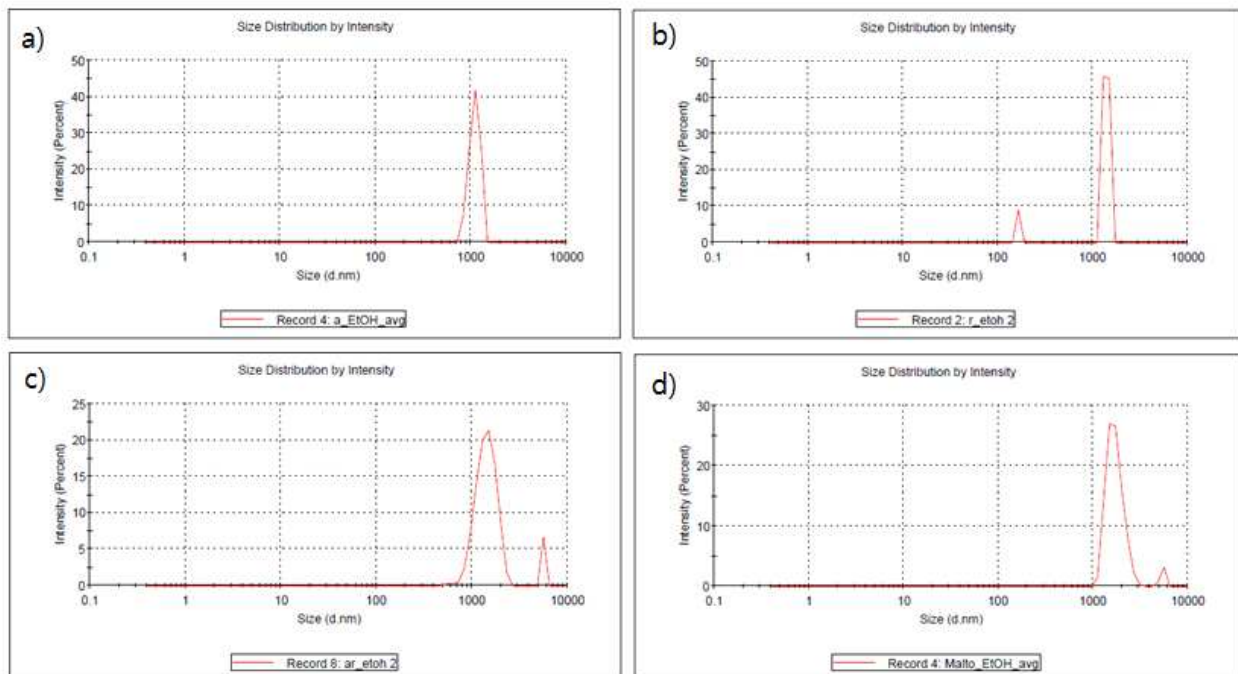 a)
Size Distribution by Intensity
Intensity (Percent)
50
40
30
20
10
0
0.1 1 10 100 1000 10000
Size (d.nm)
Record 4: a_EtOH_avg
b)
Size Distribution by Intensity
Intensity (Percent)
50
40
30
20
10
0
0.1 1 10 100 1000 10000
Size (d.nm)
Record 2: r_etoh 2
c)
Size Distribution by Intensity
Intensity (Percent)
25
20
15
10
5
0
0.1 1 10 100 1000 10000
Size (d.nm)
Record 8: ar_etoh 2
d)
Size Distribution by Intensity
Intensity (Percent)
30
20
10
0
0.1 1 10 100 1000 10000
Size (d.nm)
Record 4: Malto_EtOH_avg